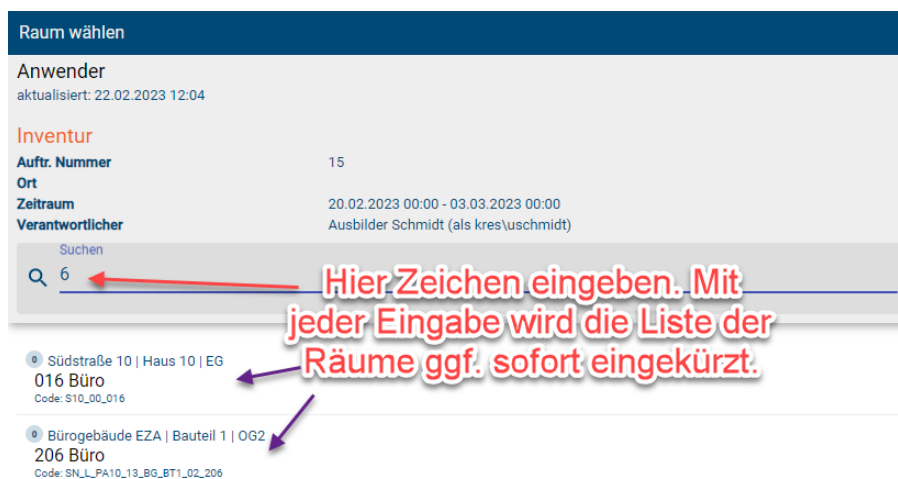 Raum wählen
Anwender
aktualisiert: 22.02.2023 12:04
Inventur
Auftr. Nummer 15
Ort
Zeitraum 20.02.2023 00:00 - 03.03.2023 00:00
Verantwortlicher Ausbilder Schmidt (als kres\uschmidt)
Suchen
6
Hier Zeichen eingeben. Mit
jeder Eingabe wird die Liste der
Räume ggf. sofort eingekürzt.
0 Südstraße 10 | Haus 10 | EG
016 Büro
Code: S10_00_016
0 Bürogebäude EZA | Bauteil 1 | OG2
206 Büro
Code: SN_L_PA10_13_BG_BT1_02_206